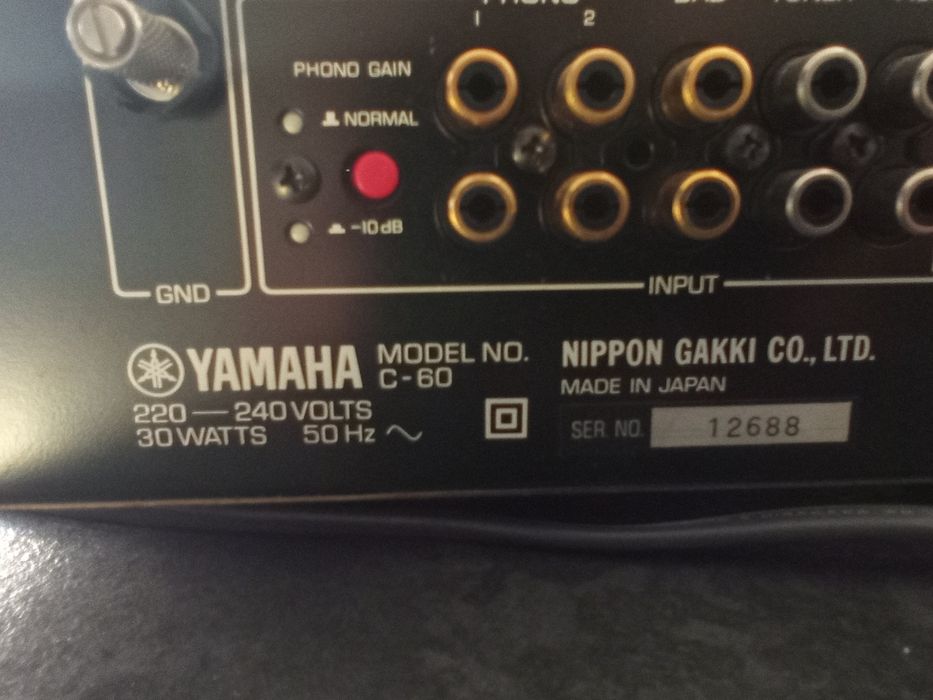 PHONO
1 2
PHONO GAIN
NORMAL
-10dB
GND
INPUT
YAMAHA
MODEL NO.
C-60
220 — 240 VOLTS
30 WATTS 50 Hz
NIPPON GAKKI CO., LTD.
MADE IN JAPAN
SER. NO. 12688